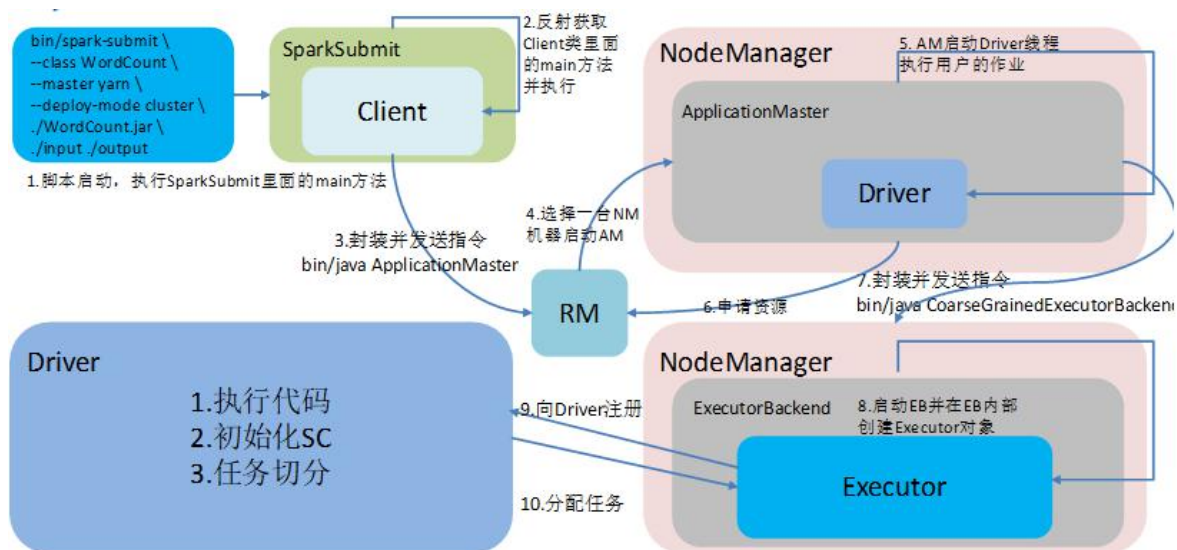 bin/spark-submit \
--class WordCount \
--master yarn \
--deploy-mode cluster \
./WordCount.jar \
./input ./output
SparkSubmit
Client
2.反射获取
Client类里面
的main方法
并执行
1.脚本启动，执行SparkSubmit里面的main方法
3.封装并发送指令
bin/java ApplicationMaster
4.选择一台NM
机器启动AM
RM
NodeManager
5. AM启动Driver线程
执行用户的作业
ApplicationMaster
Driver
6.申请资源
7.封装并发送指令
bin/java CoarseGrainedExecutorBackend
Driver
1.执行代码
2.初始化SC
3.任务切分
9.向Driver注册
10.分配任务
NodeManager
ExecutorBackend
8.启动EB并在EB内部
创建Executor对象
Executor